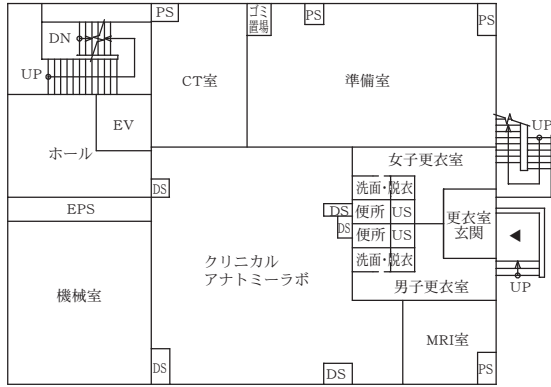 PS
ゴミ
置場
PS
PS
DN
UP
CT室
準備室
EV
UP
ホール
女子更衣室
DS
洗面・脱衣
EPS
DS
便所
US
更衣室
玄関
DS
便所
US
クリニカル
アナトミーラボ
洗面・脱衣
機械室
男子更衣室
UP
MRI室
DS
DS
PS